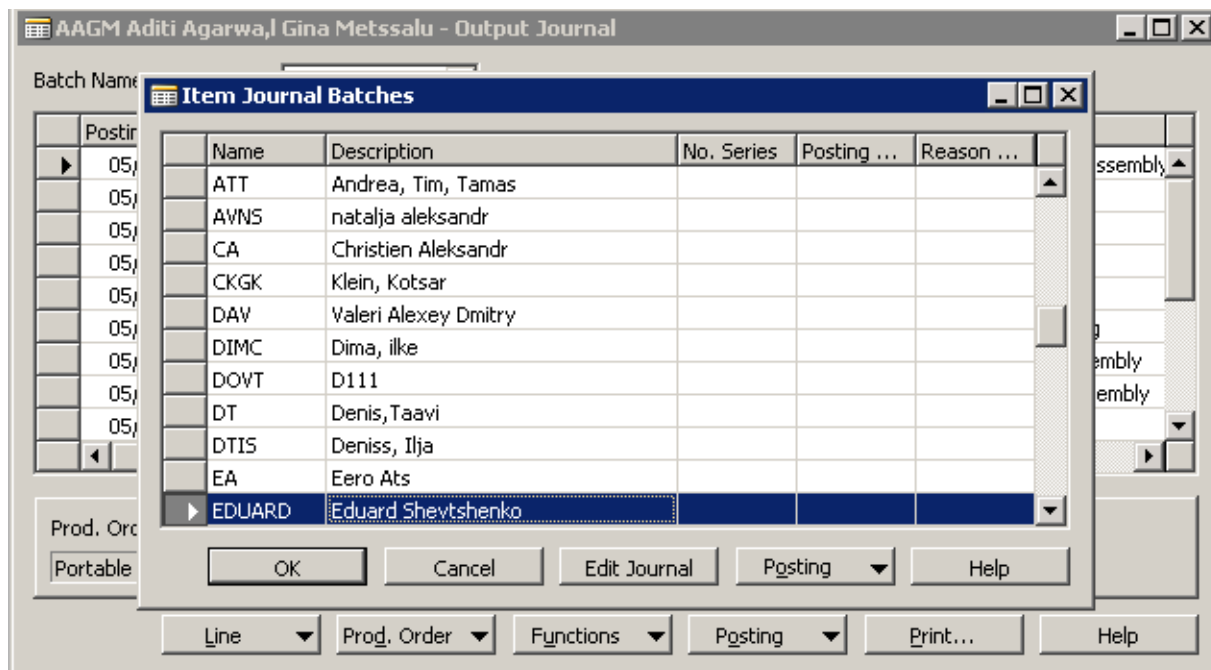 AAGM Aditi Agarwa,l Gina Metssalu - Output Journal
Batch Name
Item Journal Batches
Name Description No. Series Posting ... Reason ...
ATT Andrea, Tim, Tamas
AVNS natalja aleksandr
CA Christien Aleksandr
CKGK Klein, Kotsar
DAV Valeri Alexey Dmitry
DIMC Dima, ilke
DOVT D111
DT Denis,Taavi
DTIS Deniss, Ilja
EA Eero Ats
EDUARD Eduard Shevtshenko
OK Cancel Edit Journal Posting Help
Portable
Line Prod. Order Functions Posting Print... Help